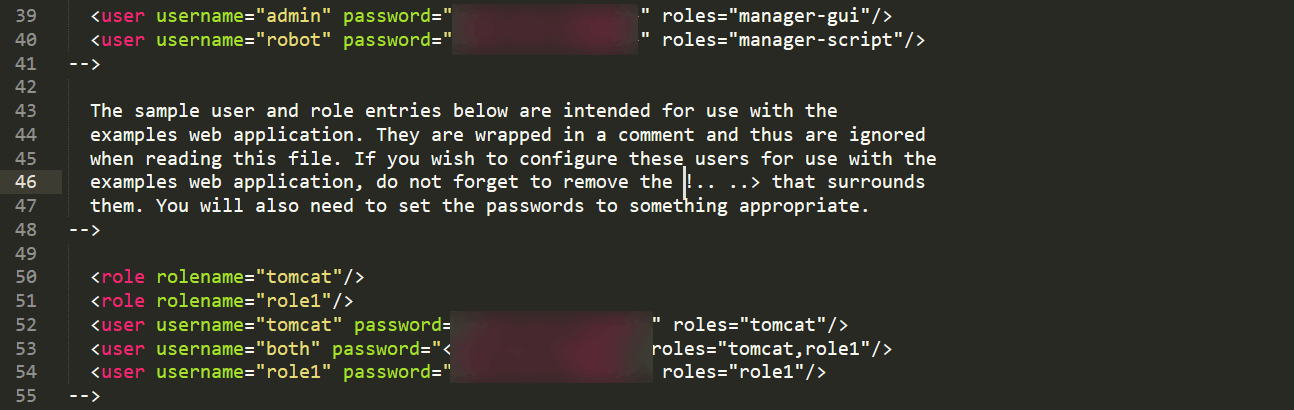 39 <user username="admin" password=" " roles="manager-gui"/>
40 <user username="robot" password=" " roles="manager-script"/>
41 -->
42
43 The sample user and role entries below are intended for use with the
44 examples web application. They are wrapped in a comment and thus are ignored
45 when reading this file. If you wish to configure these users for use with the
46 examples web application, do not forget to remove the !.. ..> that surrounds
47 them. You will also need to set the passwords to something appropriate.
48 -->
49
50 <role rolename="tomcat"/>
51 <role rolename="role1"/>
52 <user username="tomcat" password= " roles="tomcat"/>
53 <user username="both" password="< roles="tomcat,role1"/>
54 <user username="role1" password=" roles="role1"/>
55 -->